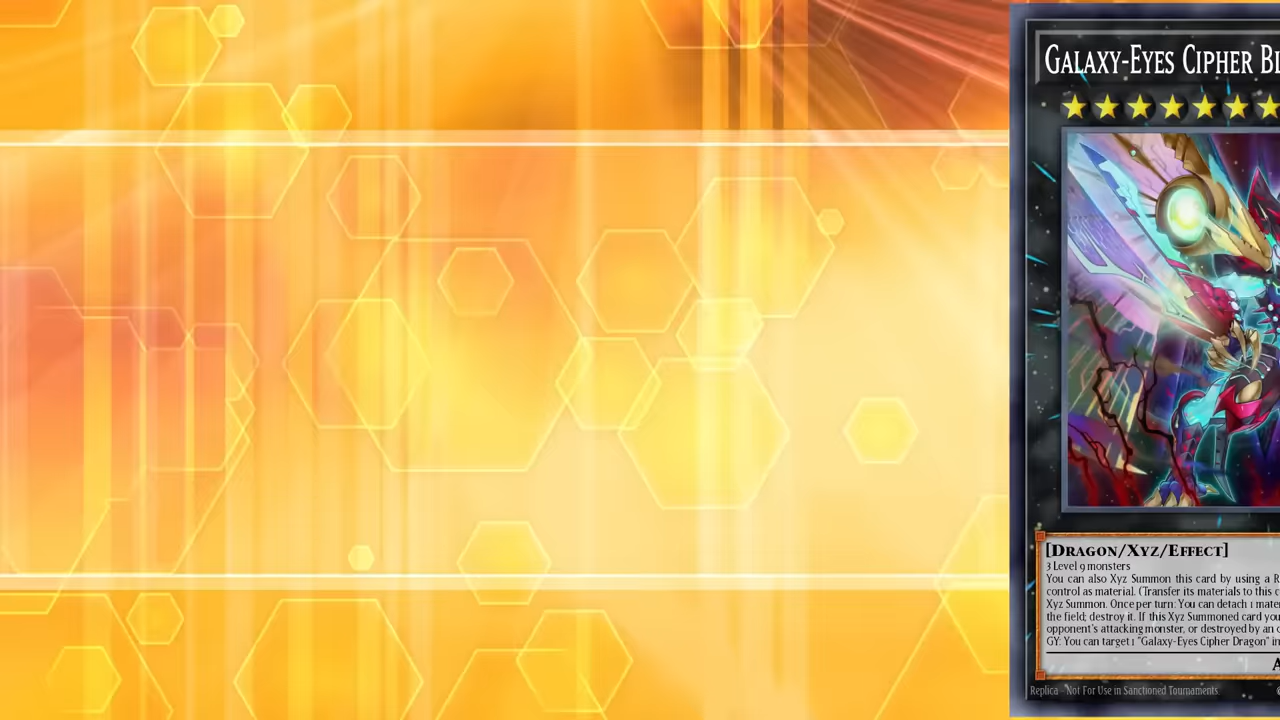 GALAXY-EYES CIPHER BL
[DRAGON/XYZ/EFFECT]
3 Level 9 monsters
You can also Xyz Summon this card by using a R
control as material. (Transfer its materials to this c
Xyz Summon. Once per turn: You can detach 1 mate
the field; destroy it. If this Xyz Summoned card you
opponent's attacking monster, or destroyed by an o
GY: You can target 1 "Galaxy-Eyes Cipher Dragon" in
A
Replica - Not For Use in Sanctioned Tournaments.